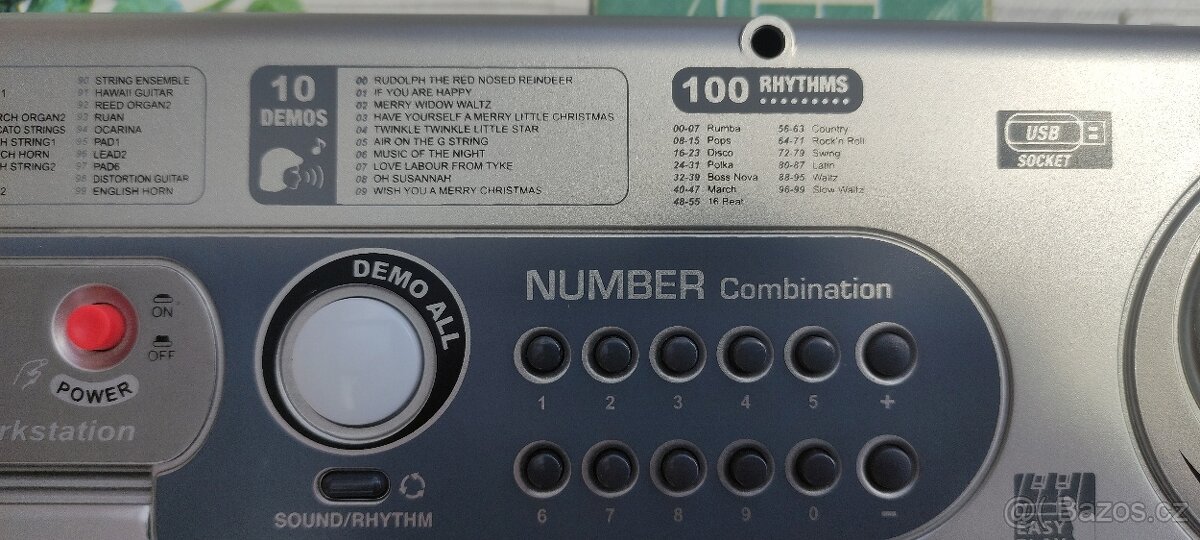 90 STRING ENSEMBLE
1 91 HAWAII GUITAR
92 REED ORGAN2
RCH ORGAN2 93 RUAN
CATO STRINGS 94 OCARINA
H STRING1 95 PAD1
CH HORN 96 LEAD2
H STRING2 97 PAD6
98 DISTORTION GUITAR
2 99 ENGLISH HORN
10
DEMOS
00 RUDOLPH THE RED NOSED REINDEER
01 IF YOU ARE HAPPY
02 MERRY WIDOW WALTZ
03 HAVE YOURSELF A MERRY LITTLE CHRISTMAS
04 TWINKLE TWINKLE LITTLE STAR
05 AIR ON THE G STRING
06 MUSIC OF THE NIGHT
07 LOVE LABOUR FROM TYKE
08 OH SUSANNAH
09 WISH YOU A MERRY CHRISTMAS
100 RHYTHMS
00-07 Rumba 56-63 Country
08-15 Pops 64-71 Rock'n Roll
16-23 Disco 72-79 Swing
24-31 Polka 80-87 Latin
32-39 Boss Nova 88-95 Waltz
40-47 March 96-99 Slow Waltz
48-55 16 Beat
USB
SOCKET
ON
OFF
POWER
rkstation
DEMO ALL
SOUND/RHYTHM
NUMBER Combination
1 2 3 4 5 +
6 7 8 9 0 -
EASY
Bazos.cz